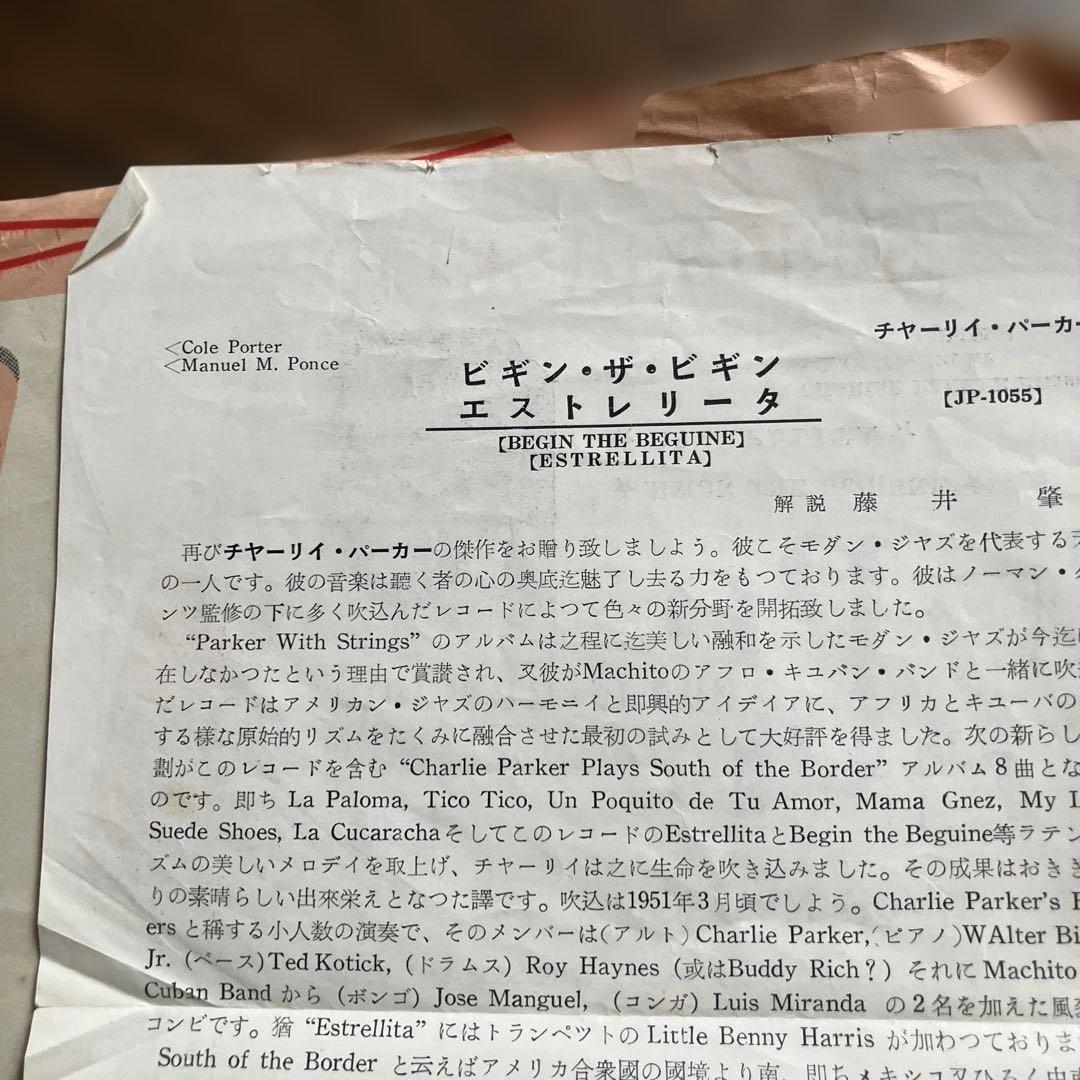 <Cole Porter
<Manuel M. Ponce
チヤーリイ・パーカー
ビギン・ザ・ビギン
エストレリータ
【JP-1055】
【BEGIN THE BEGUINE】
【ESTRELLITA】
解説 藤井 肇
再びチヤーリイ・パーカーの傑作をお贈り致しましよう。彼こそモダン・ジヤズを代表する
の一人です。彼の音楽は聴く者の心の奥底迄魅了し去る力をもつております。彼はノーマン・
ンツ監修の下に多く吹込んだレコードによつて色々の新分野を開拓致しました。
“Parker With Strings” のアルバムは之程に迄美しい融和を示したモダン・ジヤズが今迄
在しなかつたという理由で賞讃され、又彼がMachitoのアフロ・キユバン・バンドと一緒に吹
だレコードはアメリカン・ジヤズのハーモニイと即興的アイデイアに、アフリカとキユーバの
する様な原始的リズムをたくみに融合させた最初の試みとして大好評を得ました。次の新らし
劃がこのレコードを含む “Charlie Parker Plays South of the Border” アルバム8曲とな
のです。即ち La Paloma, Tico Tico, Un Poquito de Tu Amor, Mama Gnez, My
Suede Shoes, La CucarachaそしてこのレコードのEstrellitaとBegin the Beguine等ラテン
ズムの美しいメロデイを取上げ、チヤーリイは之に生命を吹き込みました。その成果はおき
りの素晴らしい出來栄えとなつた譯です。吹込は1951年3月頃でしよう。Charlie Parker's
ers と稱する小人数の演奏で、そのメンバーは(アルト) Charlie Parker, (ピアノ)WAlter
Jr. (ベース)Ted Kotick, (ドラムス) Roy Haynes (或はBuddy Rich?) それに Machito
Cuban Band から (ボンゴ) Jose Manguel, (コンガ) Luis Miranda の2名を加えた風
コンビです。猶 “Estrellita” にはトランペツトの Little Benny Harris が加わつておりま
South of the Border と云えばアメリカ合衆國の國境より南、即ちメキシコ及ひろく